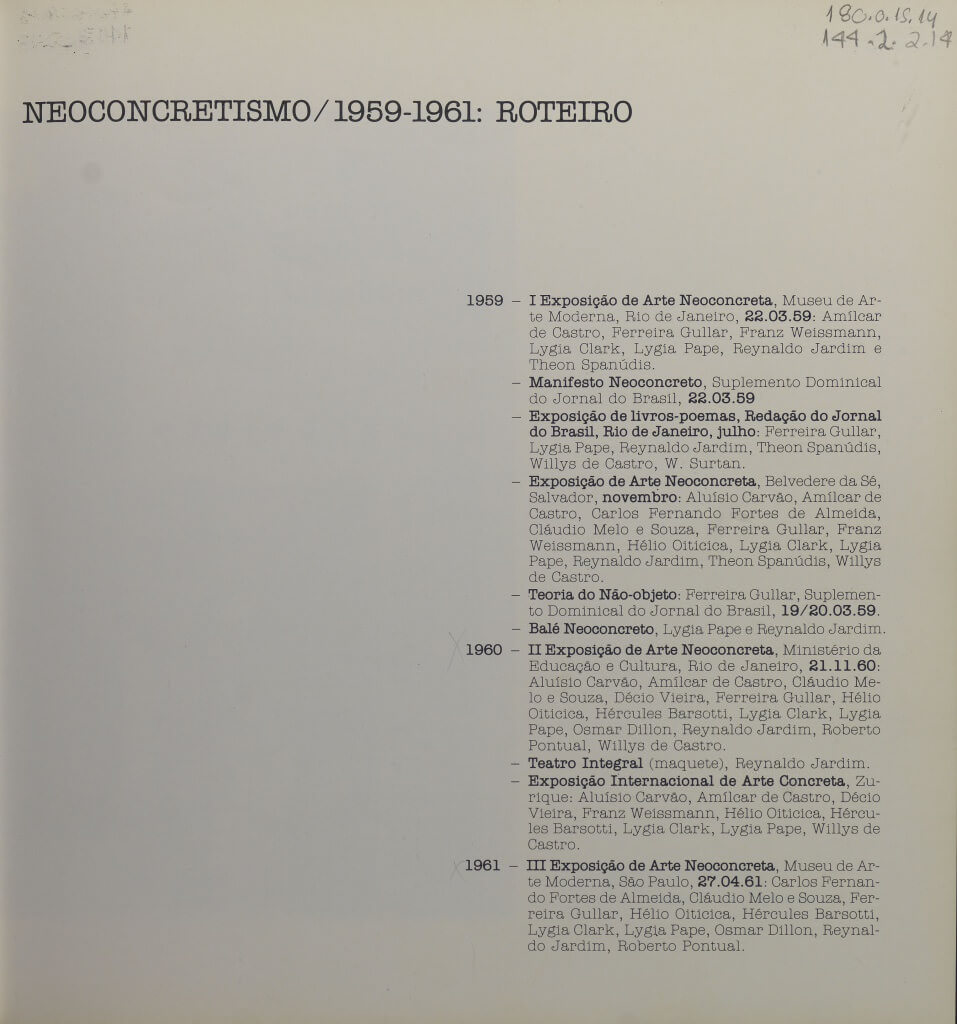 180.0.15.14
144.2.2.14
NEOCONCRETISMO/1959-1961: ROTEIRO
1959 – I Exposição de Arte Neoconcreta, Museu de Ar-
te Moderna, Rio de Janeiro, 22.03.59: Amílcar
de Castro, Ferreira Gullar, Franz Weissmann,
Lygia Clark, Lygia Pape, Reynaldo Jardim e
Theon Spanúdis.
– Manifesto Neoconcreto, Suplemento Dominical
do Jornal do Brasil, 22.03.59
– Exposição de livros-poemas, Redação do Jornal
do Brasil, Rio de Janeiro, julho: Ferreira Gullar,
Lygia Pape, Reynaldo Jardim, Theon Spanúdis,
Willys de Castro, W. Surtan.
– Exposição de Arte Neoconcreta, Belvedere da Sé,
Salvador, novembro: Aluísio Carvão, Amílcar de
Castro, Carlos Fernando Fortes de Almeida,
Cláudio Melo e Souza, Ferreira Gullar, Franz
Weissmann, Hélio Oiticica, Lygia Clark, Lygia
Pape, Reynaldo Jardim, Theon Spanúdis, Willys
de Castro.
– Teoria do Não-objeto: Ferreira Gullar, Suplemen-
to Dominical do Jornal do Brasil, 19/20.03.59.
– Balé Neoconcreto, Lygia Pape e Reynaldo Jardim.
1960 – II Exposição de Arte Neoconcreta, Ministério da
Educação e Cultura, Rio de Janeiro, 21.11.60:
Aluísio Carvão, Amílcar de Castro, Cláudio Me-
lo e Souza, Décio Vieira, Ferreira Gullar, Hélio
Oiticica, Hércules Barsotti, Lygia Clark, Lygia
Pape, Osmar Dillon, Reynaldo Jardim, Roberto
Pontual, Willys de Castro.
– Teatro Integral (maquete), Reynaldo Jardim.
– Exposição Internacional de Arte Concreta, Zu-
rique: Aluísio Carvão, Amílcar de Castro, Décio
Vieira, Franz Weissmann, Hélio Oiticica, Hércu-
les Barsotti, Lygia Clark, Lygia Pape, Willys de
Castro.
1961 – III Exposição de Arte Neoconcreta, Museu de Ar-
te Moderna, São Paulo, 27.04.61: Carlos Fernan-
do Fortes de Almeida, Cláudio Melo e Souza, Fer-
reira Gullar, Hélio Oiticica, Hércules Barsotti,
Lygia Clark, Lygia Pape, Osmar Dillon, Reynal-
do Jardim, Roberto Pontual.